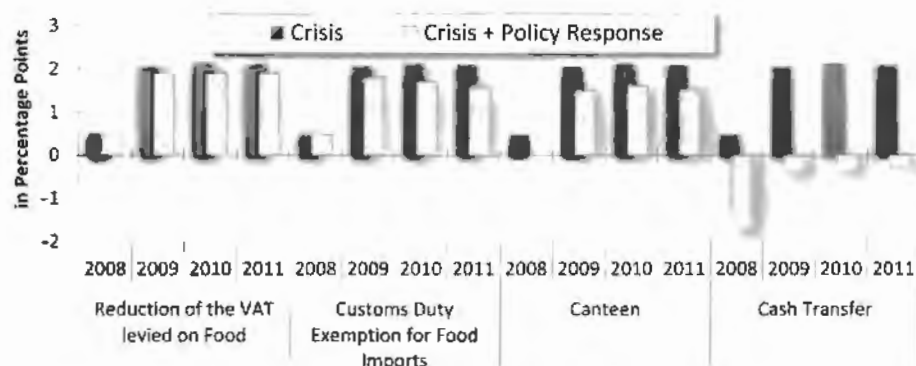 in Percentage Points
3
2
1
0
-1
-2
Crisis Crisis + Policy Response
2008 2009 2010 2011 2008 2009 2010 2011 2008 2009 2010 2011 2008 2009 2010 2011
Reduction of the VAT levied on Food
Customs Duty Exemption for Food Imports
Canteen
Cash Transfer